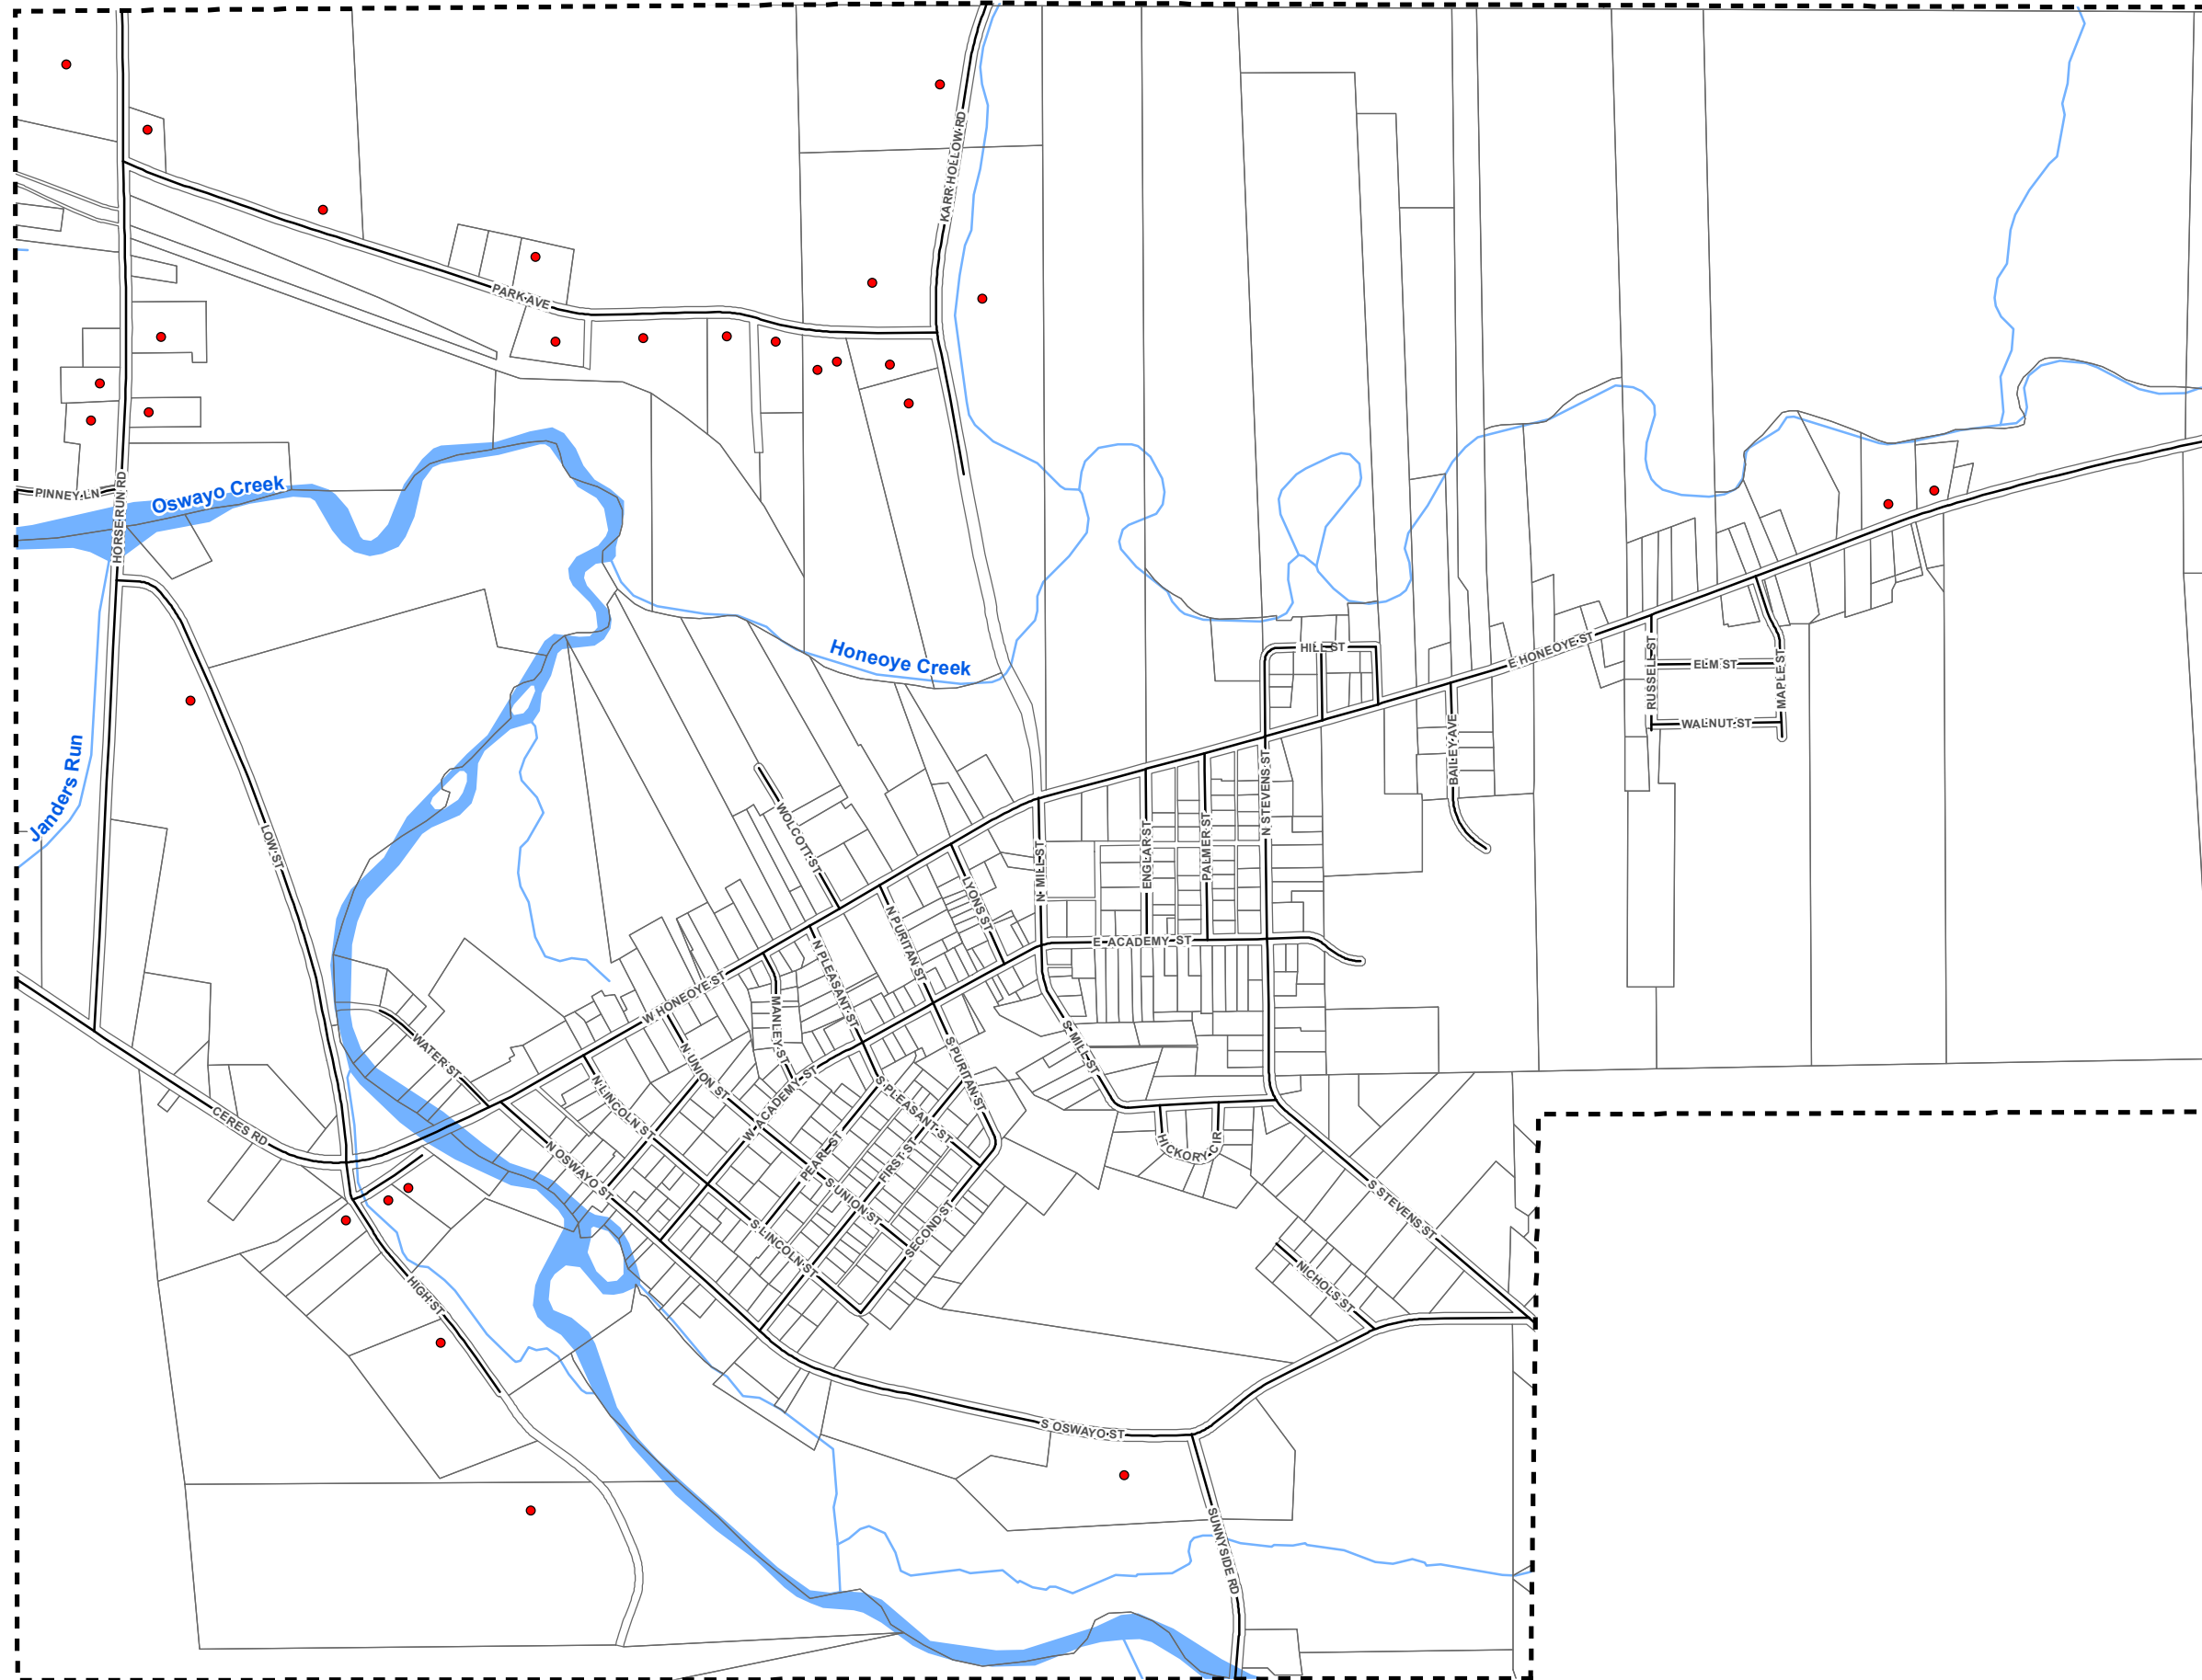 KARR HOLLOW RD
PARK AVE
PINNEY LN
HORSE RUN RD
Oswayo Creek
Honeoye Creek
HILL ST
E HONEOYE ST
RUSSELL ST
ELM ST
MAPLE ST
WALNUT ST
BAILEY AVE
Janders Run
LOW ST
WOLCOTT ST
N STEVENS ST
PALMER ST
ENGLAR ST
N MILL ST
LYONS ST
N PURITAN ST
N PLEASANT ST
E ACADEMY ST
W HONEOYE ST
MANLEY ST
WATER ST
N UNION ST
S MILL ST
S PURITAN ST
N LINCOLN ST
W ACADEMY ST
S PLEASANT ST
CERES RD
HICKORY CIR
PEARL ST
FIRST ST
N OSWAYO ST
S UNION ST
S STEVENS ST
SECOND ST
S LINCOLN ST
NICHOLS ST
HIGH ST
S OSWAYO ST
SUNNYSIDE RD